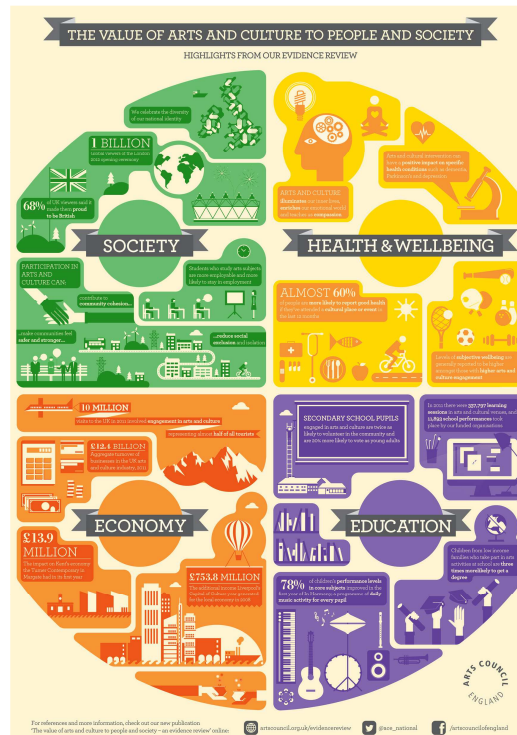 THE VALUE OF ARTS AND CULTURE TO PEOPLE AND SOCIETY
HIGHLIGHTS FROM OUR EVIDENCE REVIEW
We celebrate the diversity
of our national identity
1 BILLION
viewers of the London
2012 opening ceremony
68%
of UK viewers said it
made them proud
to be British
SOCIETY
PARTICIPATION IN
ARTS AND
CULTURE CAN:
contribute to
community cohesion...
Students who study arts subjects
are more employable and more
likely to stay in employment
...make communities feel
safer and stronger...
...reduce social
exclusion and isolation
ARTS AND CULTURE
illuminates our inner lives,
enriches our emotional world
and teaches us compassion
Arts and cultural intervention can
have a positive impact on specific
health conditions such as dementia,
Parkinson's and depression
HEALTH & WELLBEING
ALMOST 60%
of people are more likely to report good health
if they've attended a cultural place or event in
the last 12 months
Levels of subjective wellbeing are
generally reported to be higher
amongst those with higher arts and
culture engagement
10 MILLION
visits to the UK in 2011 involved engagement in arts and culture
representing almost half of all tourists
£12.4 BILLION
Aggregate turnover of
businesses in the UK arts
and culture industry, 2011
ECONOMY
£13.9
MILLION
The impact on Kent's economy
the Turner Contemporary in
Margate had in its first year
£753.8 MILLION
The additional income Liverpool's
Capital of Culture year generated
for the local economy in 2008
SECONDARY SCHOOL PUPILS
engaged in arts and culture are twice as
likely to volunteer in the community and
are 20% more likely to vote as young adults
sessions in arts and cultural venues, and
school performances took
place by our funded organisations
EDUCATION
Children from low income
families who take part in arts
activities at school are three
times more likely to get a
degree
78%
of children's performance levels
in core subjects improved in the
first year of In Harmony, a programme of daily
music activity for every pupil
ARTS COUNCIL
ENGLAND
For references and more information, check out our new publication
'The value of arts and culture to people and society – an evidence review' online:
artscouncil.org.uk/evidencereview
@ace_national
/artscouncilofengland